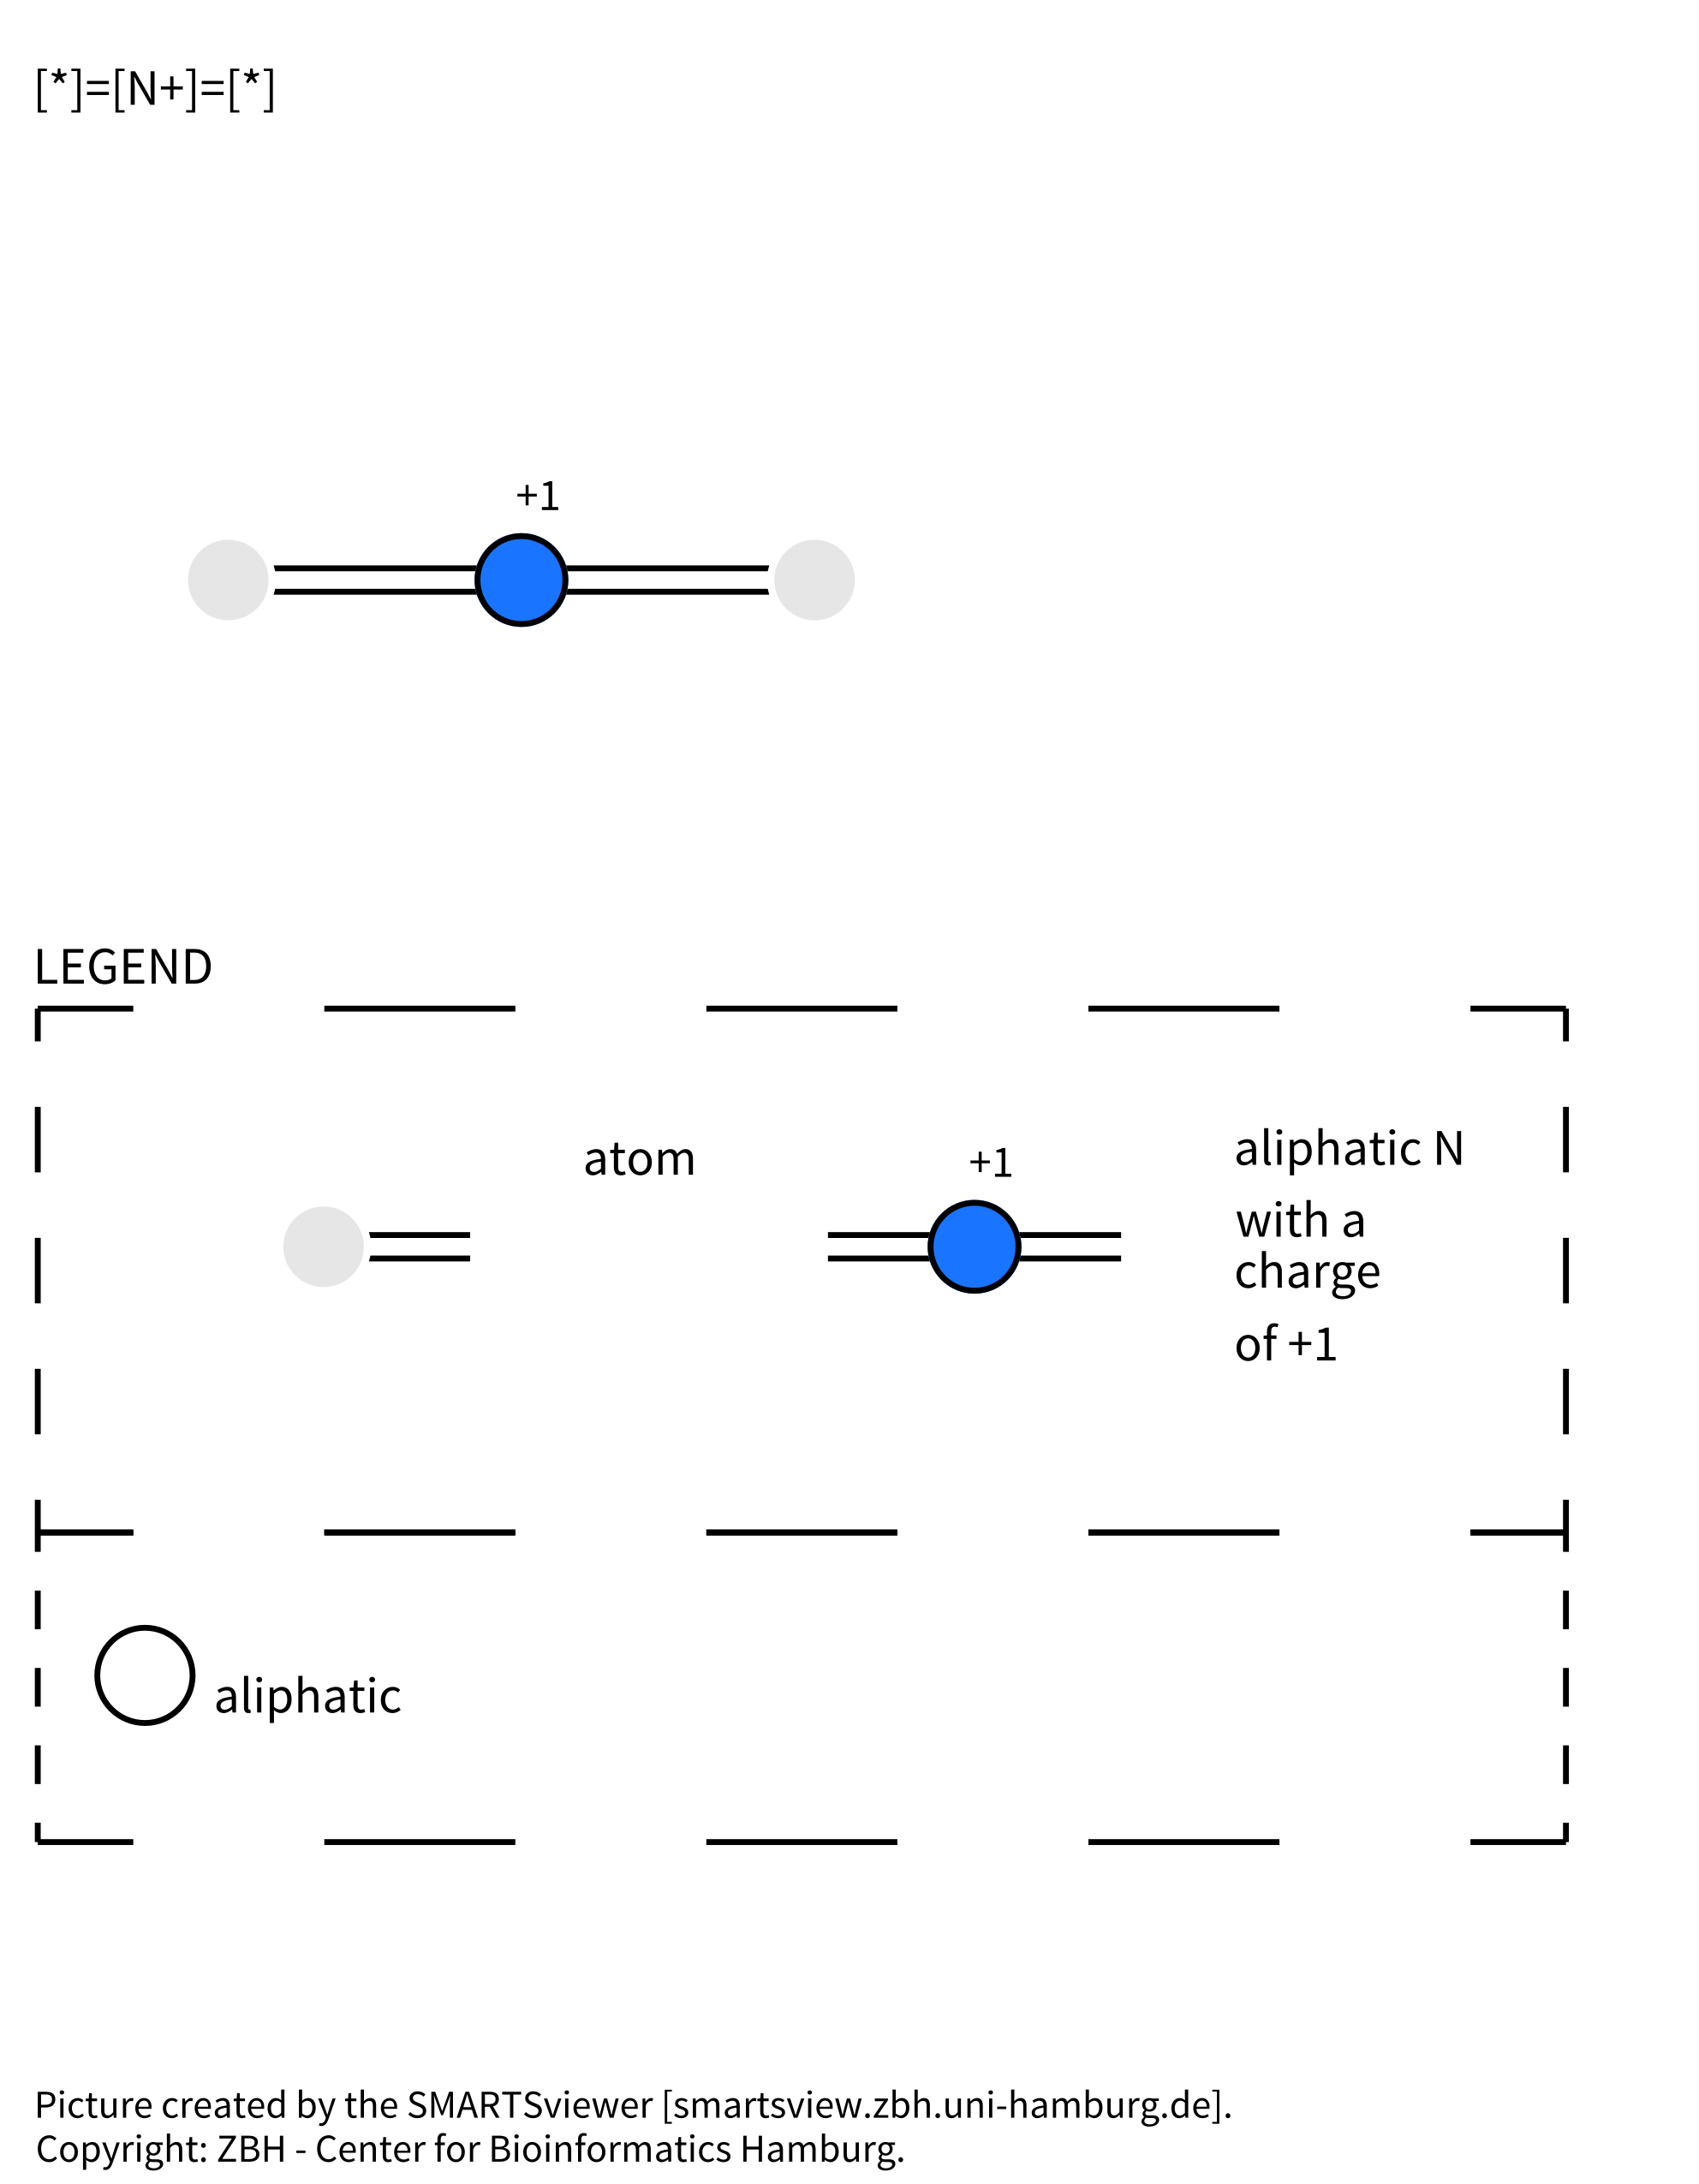 [*]=[N+]=[*]
+1
LEGEND
atom
+1
aliphatic N
with a
charge
of +1
aliphatic
Picture created by the SMARTSviewer [smartsview.zbh.uni-hamburg.de].
Copyright: ZBH - Center for Bioinformatics Hamburg.